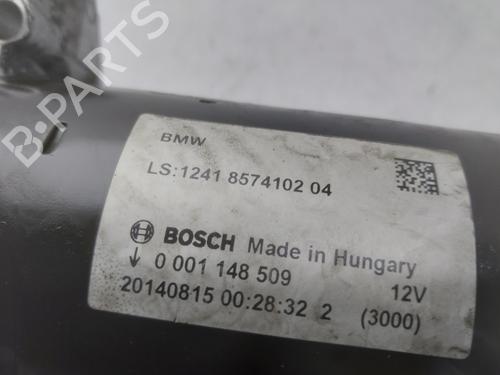 B-PARTS
BMW
LS:1241 8574102 04
BOSCH Made in Hungary
0 001 148 509 12V
20140815 00:28:32 2 (3000)